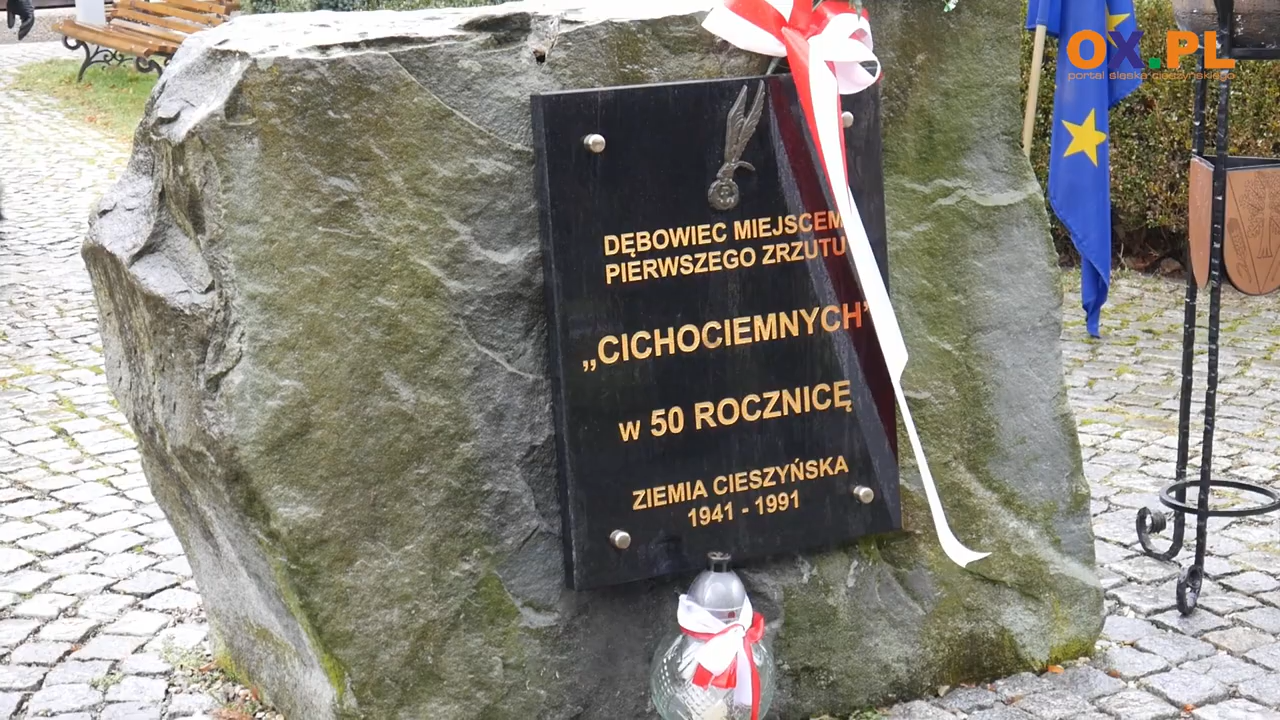 OX.PL
portal śląska cieszyńskiego
DĘBOWIEC MIEJSCEM
PIERWSZEGO ZRZUTU
„CICHOCIEMNYCH”
w 50 ROCZNICĘ
ZIEMIA CIESZYŃSKA
1941 - 1991